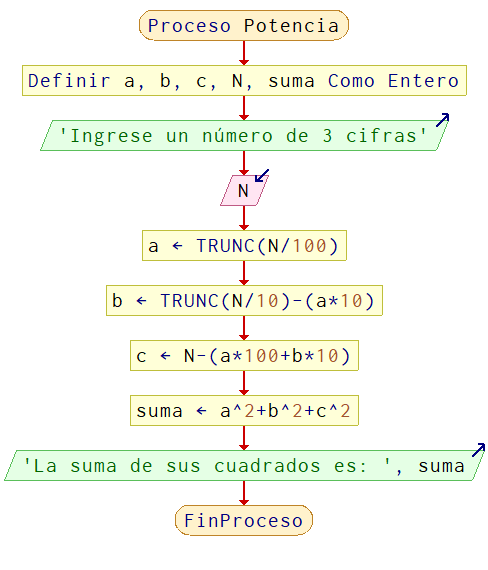 Proceso Potencia
Definir a, b, c, N, suma Como Entero
'Ingrese un número de 3 cifras'
N
a ← TRUNC(N/100)
b ← TRUNC(N/10)-(a*10)
c ← N-(a*100+b*10)
suma ← a^2+b^2+c^2
'La suma de sus cuadrados es: ', suma
FinProceso